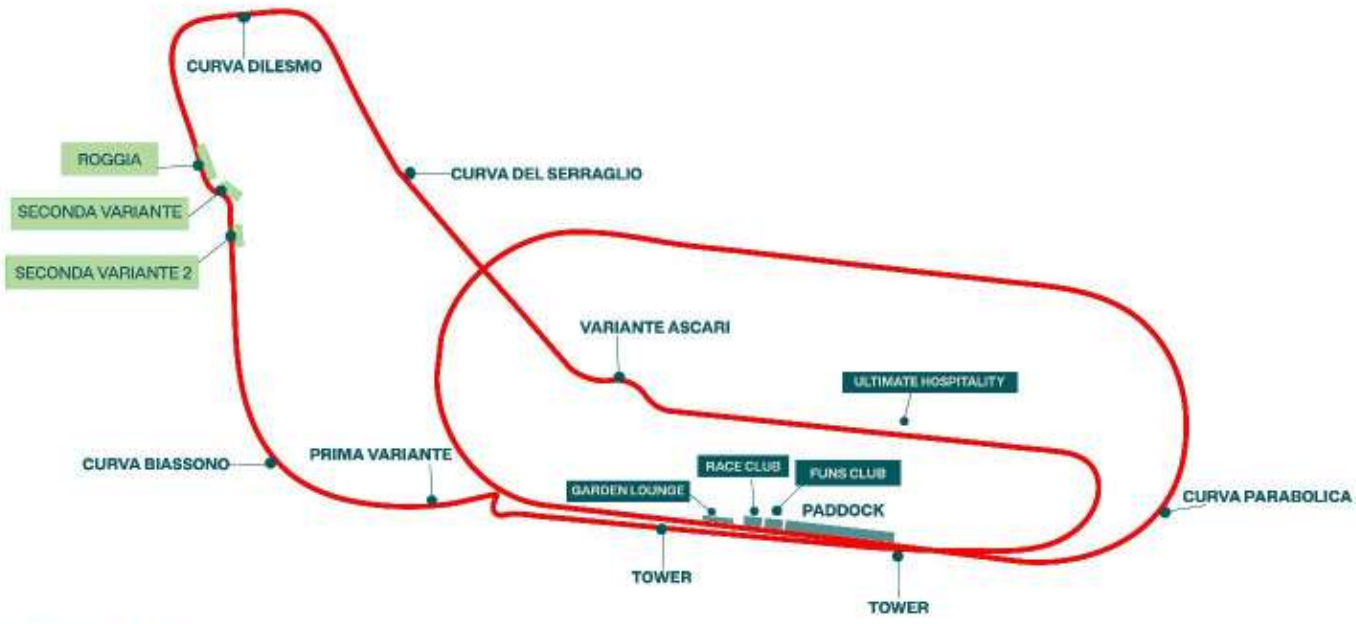 CURVA DILESMO
ROGGIA
CURVA DEL SERRAGLIO
SECONDA VARIANTE
SECONDA VARIANTE 2
VARIANTE ASCARI
ULTIMATE HOSPITALITY
PRIMA VARIANTE
CURVA BIASSONO
RACE CLUB
FUNS CLUB
GARDEN LOUNGE
CURVA PARABOLICA
PADDOCK
TOWER
TOWER